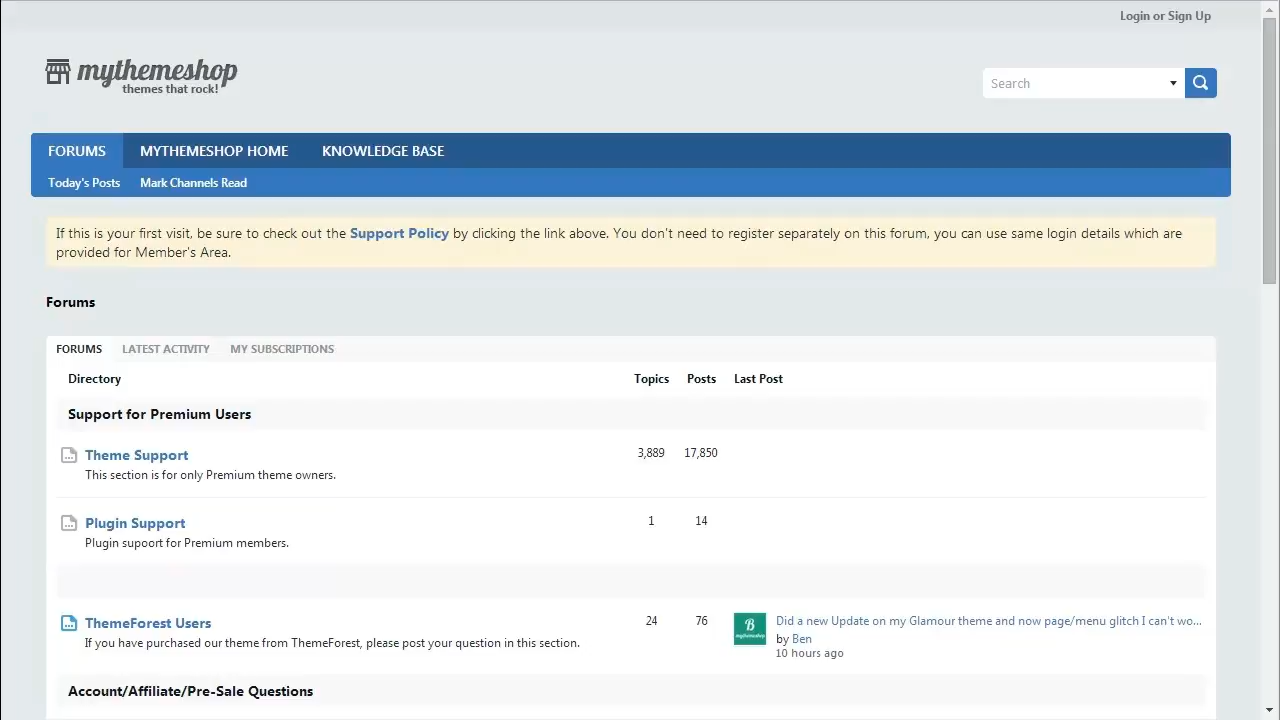 Login or Sign Up
mythemeshop
themes that rock!
Search
FORUMS MYTHEMESHOP HOME KNOWLEDGE BASE
Today's Posts Mark Channels Read
If this is your first visit, be sure to check out the Support Policy by clicking the link above. You don't need to register separately on this forum, you can use same login details which are
provided for Member's Area.
Forums
FORUMS LATEST ACTIVITY MY SUBSCRIPTIONS
Directory Topics Posts Last Post
Support for Premium Users
Theme Support 3,889 17,850
This section is for only Premium theme owners.
Plugin Support 1 14
Plugin supoort for Premium members.
ThemeForest Users 24 76 Did a new Update on my Glamour theme and now page/menu glitch I can't wo...
by Ben
If you have purchased our theme from ThemeForest, please post your question in this section.
10 hours ago
B
mythemeshop
Account/Affiliate/Pre-Sale Questions